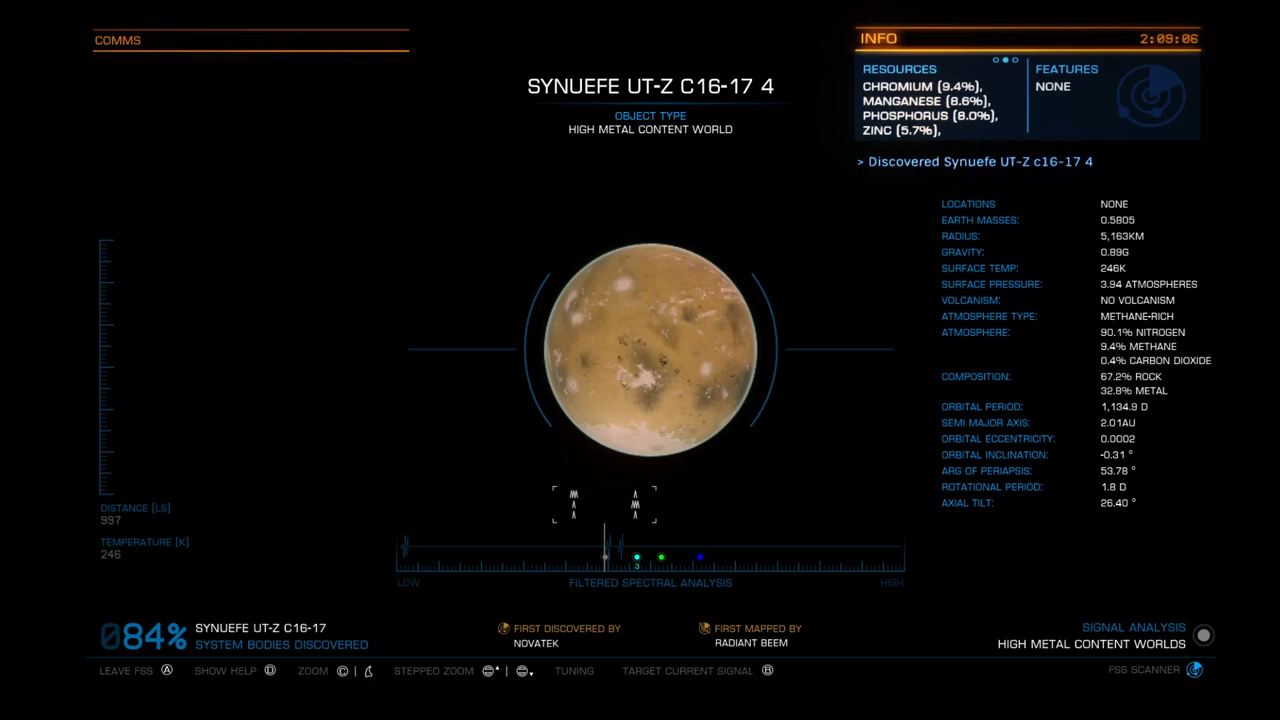 COMMS
INFO
2:09:06
SYNUEFE UT-Z C16-17 4
OBJECT TYPE
HIGH METAL CONTENT WORLD
RESOURCES
CHROMIUM (9.4%),
MANGANESE (8.6%),
PHOSPHORUS (8.0%),
ZINC (5.7%),
FEATURES
NONE
> Discovered Synuefe UT-Z c16-17 4
LOCATIONS NONE
EARTH MASSES: 0.5805
RADIUS: 5,163KM
GRAVITY: 0.89G
SURFACE TEMP: 246K
SURFACE PRESSURE: 3.94 ATMOSPHERES
VOLCANISM: NO VOLCANISM
ATMOSPHERE TYPE: METHANE-RICH
ATMOSPHERE: 90.1% NITROGEN
9.4% METHANE
0.4% CARBON DIOXIDE
COMPOSITION: 67.2% ROCK
32.8% METAL
ORBITAL PERIOD: 1,134.9 D
SEMI MAJOR AXIS: 2.01AU
ORBITAL ECCENTRICITY: 0.0002
ORBITAL INCLINATION: -0.31 °
ARG OF PERIAPSIS: 53.78 °
ROTATIONAL PERIOD: 1.8 D
AXIAL TILT: 26.40 °
DISTANCE (LS)
997
TEMPERATURE (K)
246
3
LOW FILTERED SPECTRAL ANALYSIS HIGH
084% SYNUEFE UT-Z C16-17
SYSTEM BODIES DISCOVERED
FIRST DISCOVERED BY
NOVATEK
FIRST MAPPED BY
RADIANT BEEM
SIGNAL ANALYSIS
HIGH METAL CONTENT WORLDS
LEAVE FSS A SHOW HELP D ZOOM C | STEPPED ZOOM | TUNING TARGET CURRENT SIGNAL B FSS SCANNER